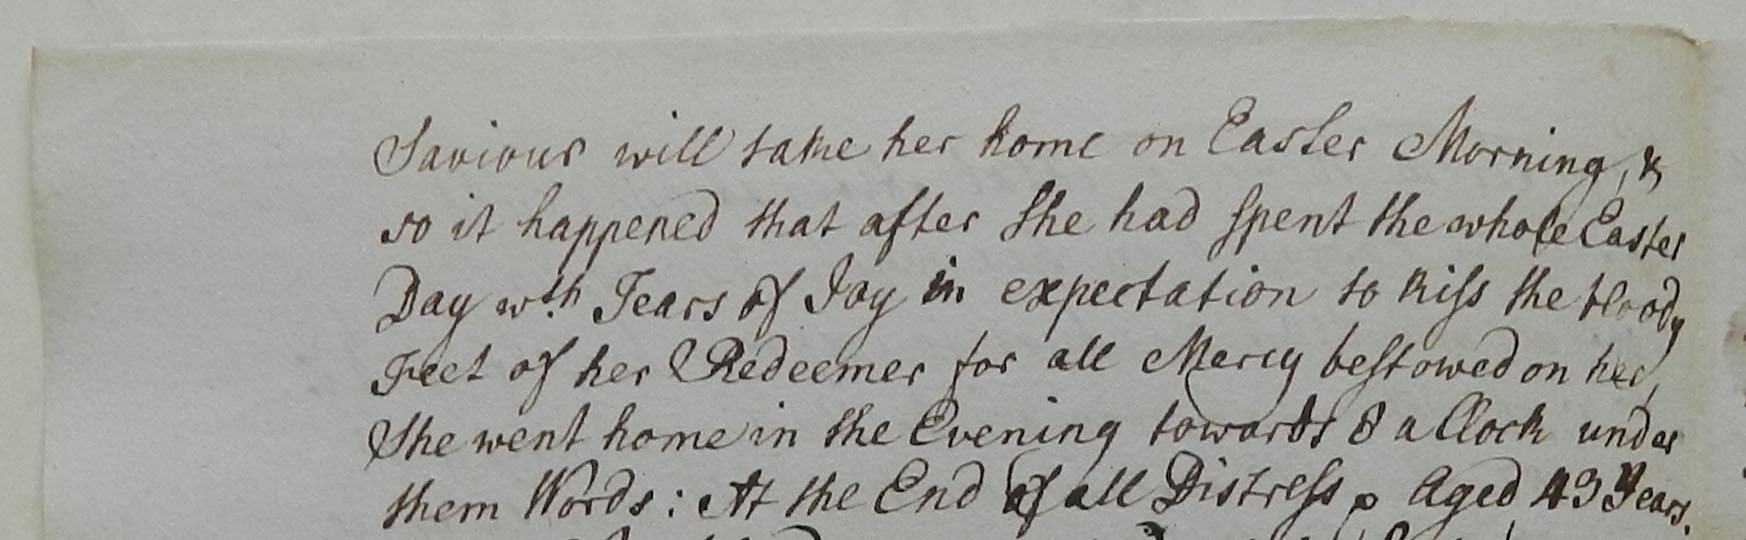 Saviour will take her home on Easter Morning, &
so it happened that after She had spent the whole Easter
Day wth. Tears of Joy in expectation to kiss the bloody
Feet of her Redeemer for all Mercy bestowed on her,
She went home in the Evening towards 8 a Clock under
them Words: At the End of all Distress p Aged 43 Years.